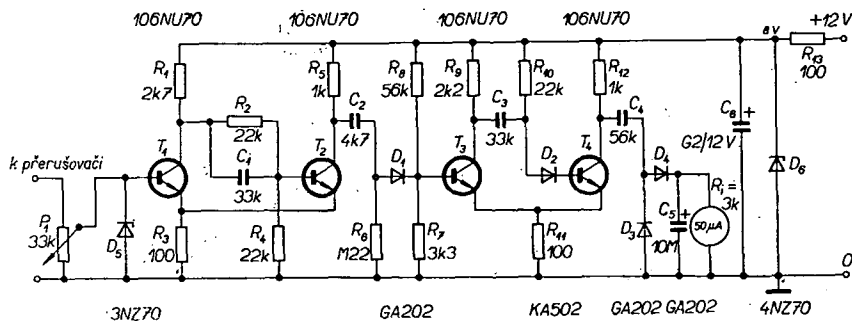 106NU70 106NU70 106NU70 106NU70
+12 V
8 V
R13
100
R1
2k7
R5
1k
R8
56k
R9
2k2
R10
22k
R12
1k
R2
22k
C1
33k
C2
4k7
C3
33k
C4
56k
C6
+
G2/12 V
T1
T2
T3
T4
D1
D2
D4
D6
k přerušovači
P1
33k
D5
R3
100
R4
22k
R6
M22
R7
3k3
R11
100
D3
C5
+
10M
50µA
Ri =
3k
0
3NZ70 GA202 KA502 GA202 GA202 4NZ70